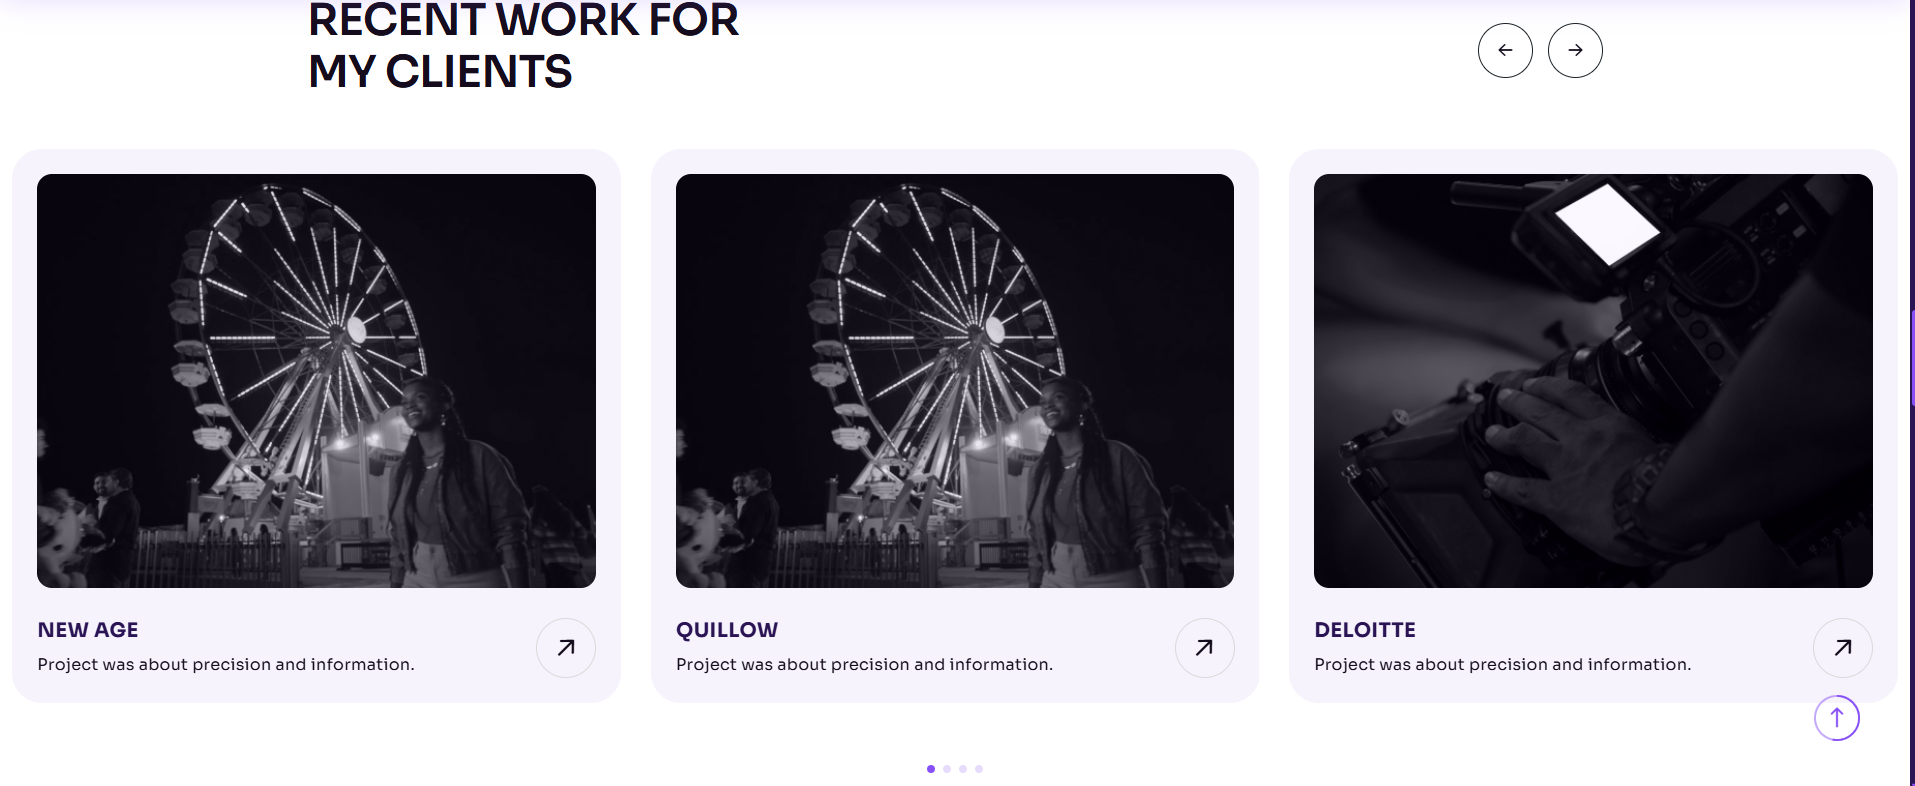 RECENT WORK FOR
MY CLIENTS
NEW AGE
Project was about precision and information.
QUILLOW
Project was about precision and information.
DELOITTE
Project was about precision and information.